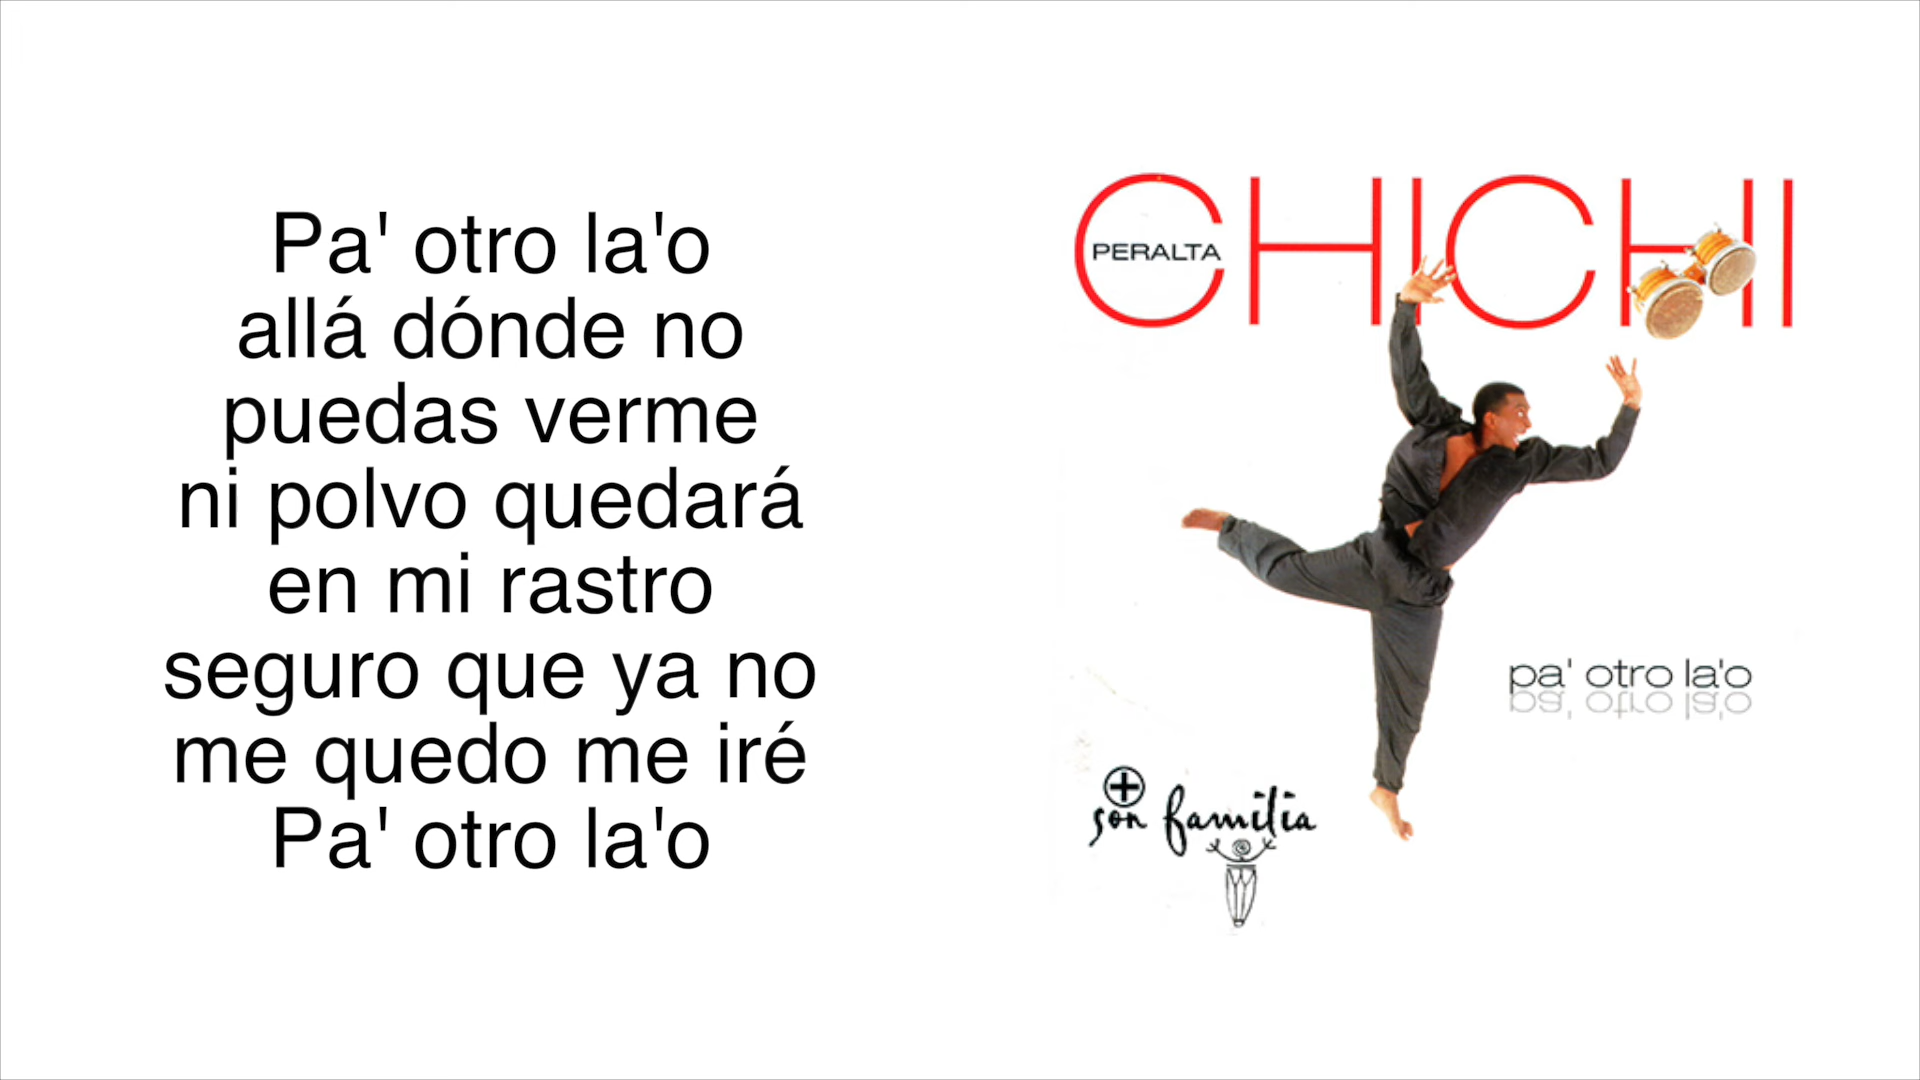 Pa' otro la'o
allá dónde no
puedas verme
ni polvo quedará
en mi rastro
seguro que ya no
me quedo me iré
Pa' otro la'o
CHICHI
PERALTA
pa' otro la'o
son familia